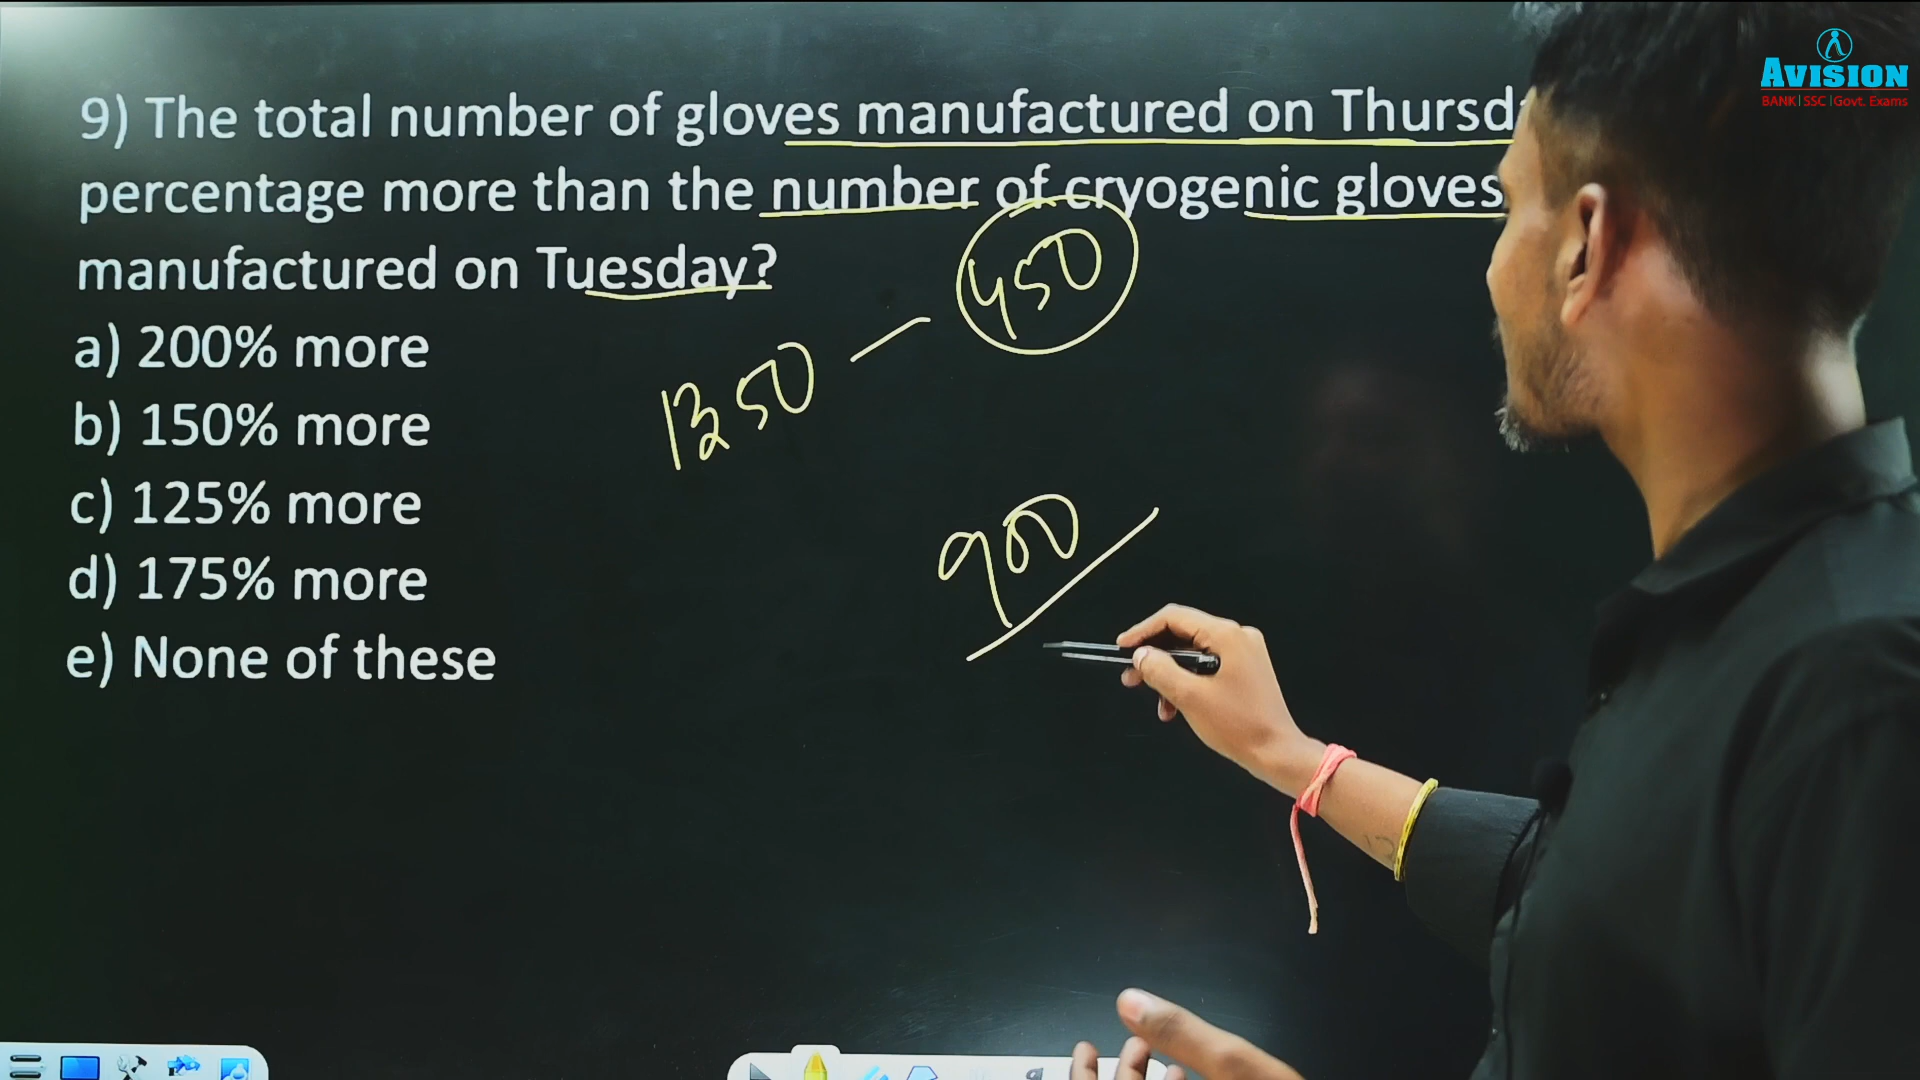 AVISION
BANK|SSC|Govt. Exams
9) The total number of gloves manufactured on
percentage more than the number of cryogenic gloves
manufactured on Tuesday?
450
a) 200% more
1350 —
b) 150% more
c) 125% more
900
d) 175% more
e) None of these